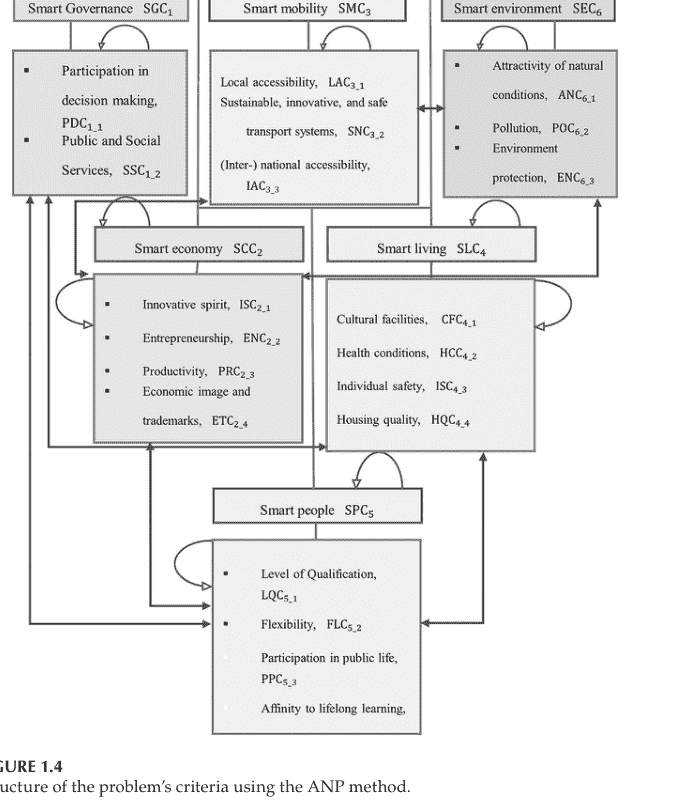 Smart Governance SGC₁
Smart mobility SMC₃
Smart environment SEC₆
▪ Participation in
decision making,
PDC₁_₁
▪ Public and Social
Services, SSC₁_₂
Local accessibility, LAC₃_₁
Sustainable, innovative, and safe
transport systems, SNC₃_₂
(Inter-) national accessibility,
IAC₃_₃
▪ Attractivity of natural
conditions, ANC₆_₁
▪ Pollution, POC₆_₂
▪ Environment
protection, ENC₆_₃
Smart economy SCC₂
Smart living SLC₄
▪ Innovative spirit, ISC₂_₁
▪ Entrepreneurship, ENC₂_₂
▪ Productivity, PRC₂_₃
▪ Economic image and
trademarks, ETC₂_₄
Cultural facilities, CFC₄_₁
Health conditions, HCC₄_₂
Individual safety, ISC₄_₃
Housing quality, HQC₄_₄
Smart people SPC₅
▪ Level of Qualification,
LQC₅_₁
▪ Flexibility, FLC₅_₂
Participation in public life,
PPC₅_₃
Affinity to lifelong learning,
GURE 1.4
ucture of the problem's criteria using the ANP method.